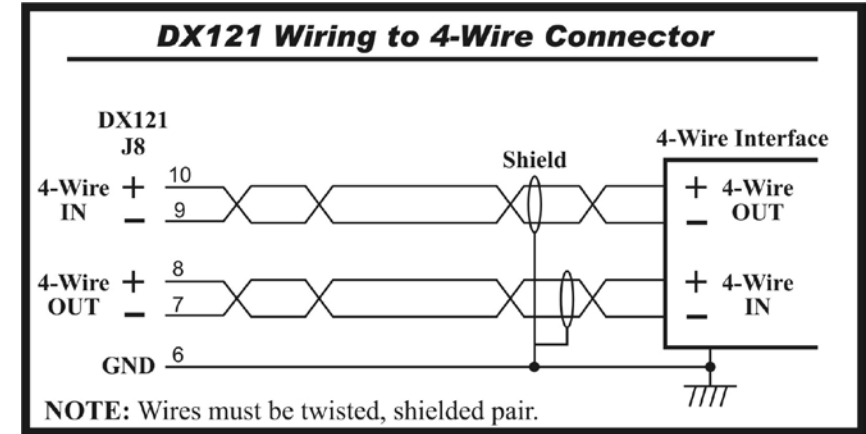 DX121 Wiring to 4-Wire Connector
DX121
J8
4-Wire Interface
Shield
4-Wire + 10
IN - 9
+ 4-Wire
- OUT
4-Wire + 8
OUT - 7
+ 4-Wire
- IN
GND 6
NOTE: Wires must be twisted, shielded pair.